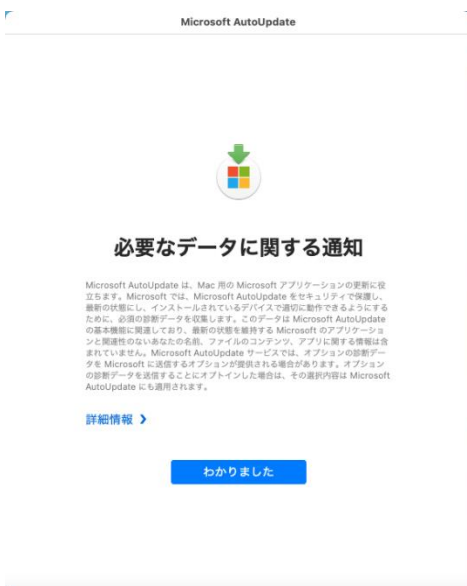 Microsoft AutoUpdate
必要なデータに関する通知
Microsoft AutoUpdate は、Mac 用の Microsoft アプリケーションの更新に役
立ちます。Microsoft では、Microsoft AutoUpdate をセキュリティで保護し、
最新の状態にし、インストールされているデバイスで適切に動作できるようにする
ために、必須の診断データを収集します。このデータは Microsoft AutoUpdate
の基本機能に関連しており、最新の状態を維持する Microsoft のアプリケーショ
ンと関連性のないあなたの名前、ファイルのコンテンツ、アプリに関する情報は含
まれていません。Microsoft AutoUpdate サービスでは、オプションの診断デー
タを Microsoft に送信するオプションが提供される場合があります。オプション
の診断データを送信することにオプトインした場合は、その選択内容は Microsoft
AutoUpdate にも適用されます。
詳細情報 ❯
わかりました